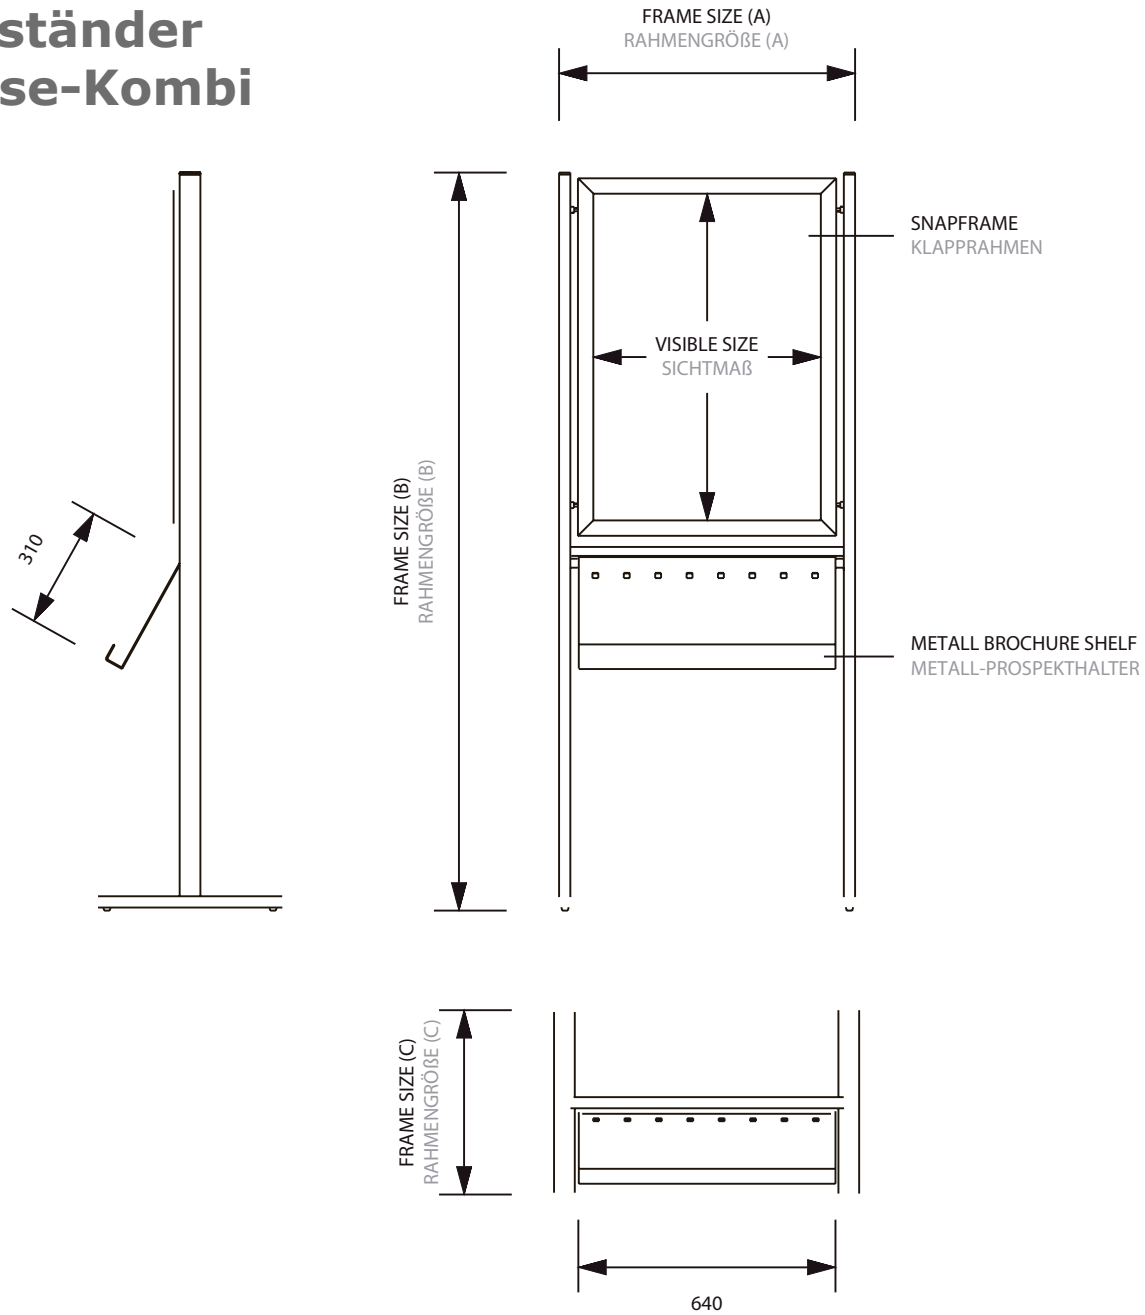 ständer
se-Kombi
FRAME SIZE (A)
RAHMENGRÖßE (A)
SNAPFRAME
KLAPPRAHMEN
VISIBLE SIZE
SICHTMAß
310
FRAME SIZE (B)
RAHMENGRÖßE (B)
METALL BROCHURE SHELF
METALL-PROSPEKTHALTER
FRAME SIZE (C)
RAHMENGRÖßE (C)
640